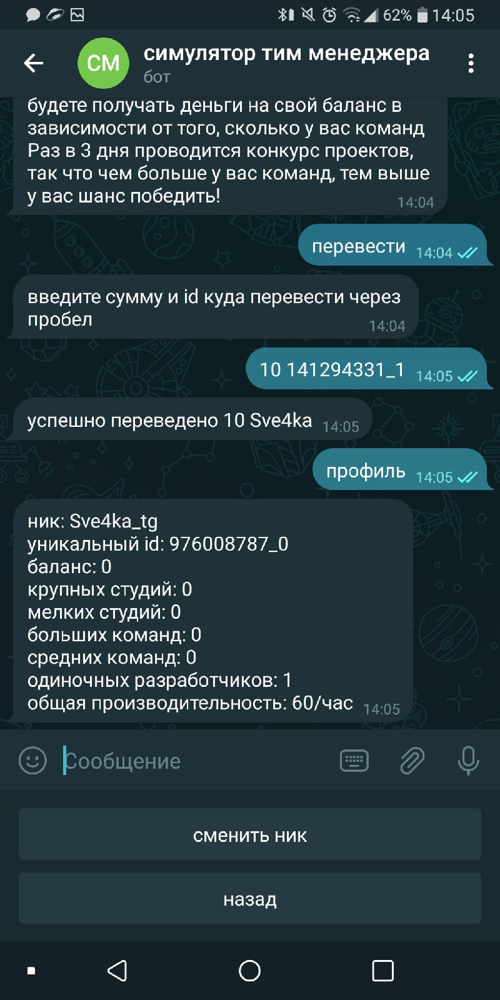 62% 14:05
СМ
симулятор тим менеджера
бот
будете получать деньги на свой баланс в
зависимости от того, сколько у вас команд
Раз в 3 дня проводится конкурс проектов,
так что чем больше у вас команд, тем выше
у вас шанс победить!
14:04
перевести 14:04
введите сумму и id куда перевести через
пробел
14:04
10 141294331_1 14:05
успешно переведено 10 Sve4ka 14:05
профиль 14:05
ник: Sve4ka_tg
уникальный id: 976008787_0
баланс: 0
крупных студий: 0
мелких студий: 0
больших команд: 0
средних команд: 0
одиночных разработчиков: 1
общая производительность: 60/час 14:05
Сообщение
сменить ник
назад